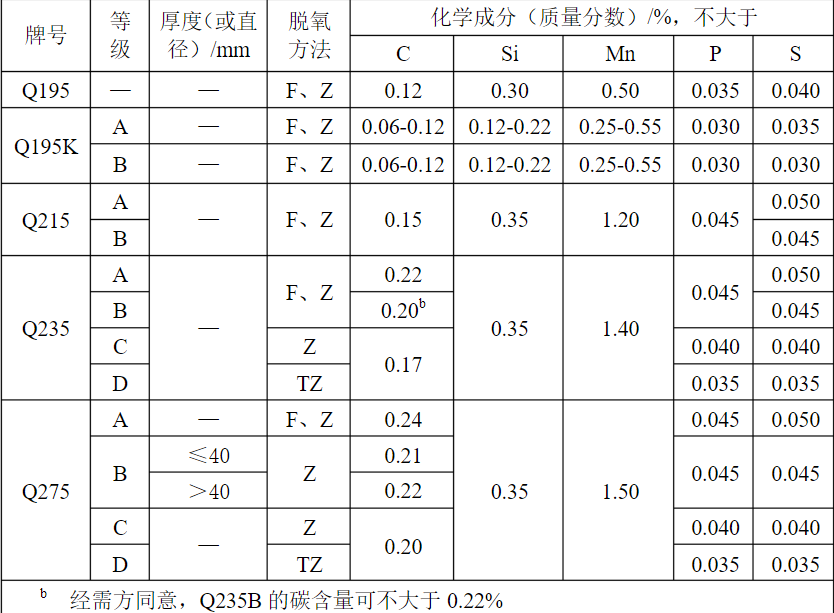 牌号 等级 厚度（或直径）/mm 脱氧方法 化学成分（质量分数）/%，不大于
C Si Mn P S
Q195 — — F、Z 0.12 0.30 0.50 0.035 0.040
Q195K A — F、Z 0.06-0.12 0.12-0.22 0.25-0.55 0.030 0.035
B — F、Z 0.06-0.12 0.12-0.22 0.25-0.55 0.030 0.030
Q215 A — F、Z 0.15 0.35 1.20 0.045 0.050
B 0.045
Q235 A — F、Z 0.22 0.35 1.40 0.045 0.050
B 0.20b 0.045
C Z 0.17 0.040 0.040
D TZ 0.035 0.035
Q275 A — F、Z 0.24 0.35 1.50 0.045 0.050
B ≤40 Z 0.21 0.045 0.045
>40 0.22
C — Z 0.20 0.040 0.040
D TZ 0.035 0.035
b 经需方同意，Q235B 的碳含量可不大于 0.22%